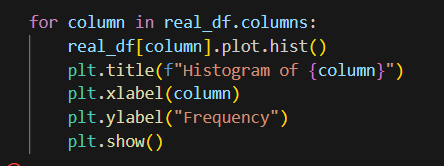 for column in real_df.columns:
    real_df[column].plot.hist()
    plt.title(f"Histogram of {column}")
    plt.xlabel(column)
    plt.ylabel("Frequency")
    plt.show()